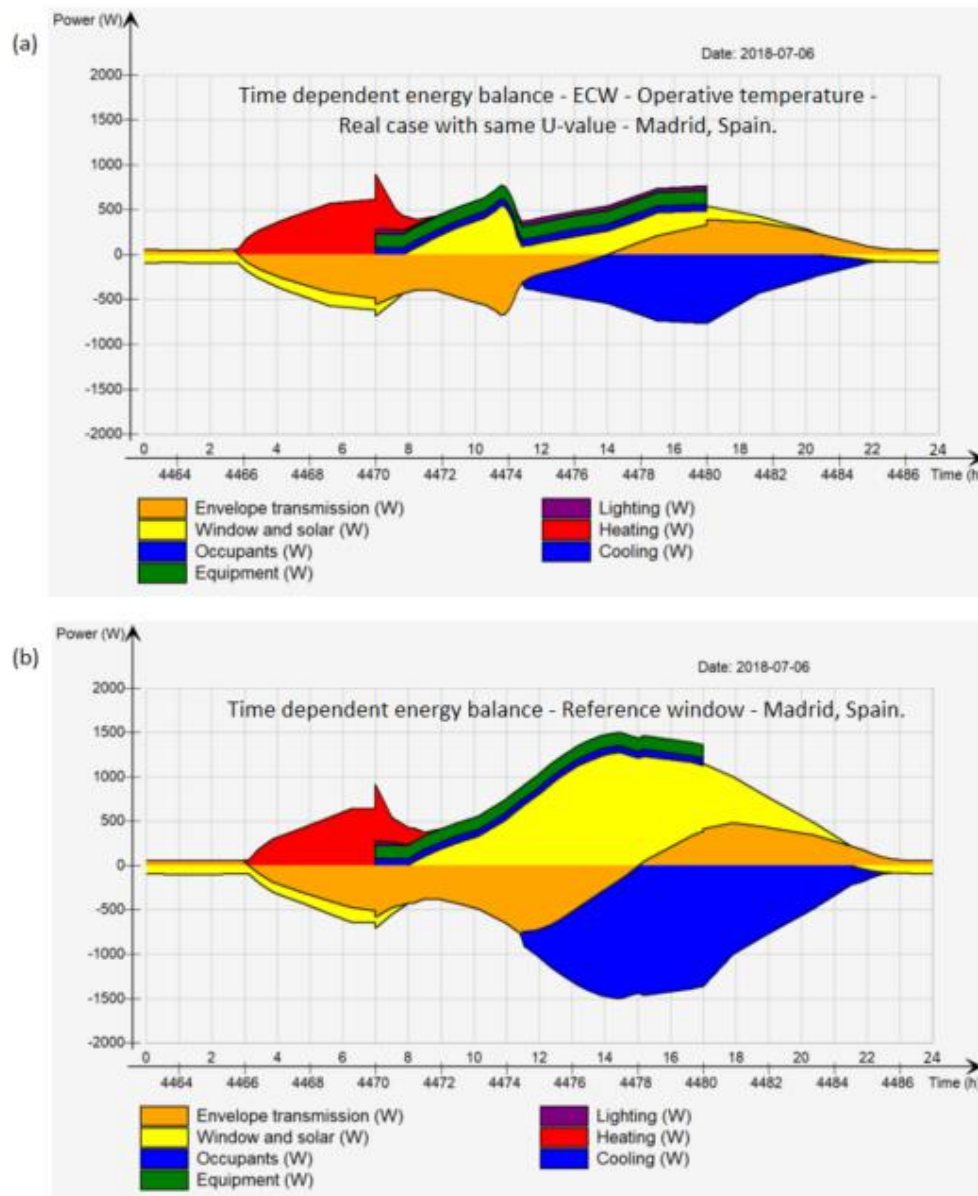 (a)
Power (W)
Date: 2018-07-06
Time dependent energy balance - ECW - Operative temperature -
Real case with same U-value - Madrid, Spain.
2000
1500
1000
500
0
-500
-1000
-1500
-2000
0 2 4 6 8 10 12 14 16 18 20 22 24
4464 4466 4468 4470 4472 4474 4476 4478 4480 4482 4484 4486 Time (h)
Envelope transmission (W) Lighting (W)
Window and solar (W) Heating (W)
Occupants (W) Cooling (W)
Equipment (W)
(b)
Power (W)
Date: 2018-07-06
Time dependent energy balance - Reference window - Madrid, Spain.
2000
1500
1000
500
0
-500
-1000
-1500
-2000
0 2 4 6 8 10 12 14 16 18 20 22 24
4464 4466 4468 4470 4472 4474 4476 4478 4480 4482 4484 4486 Time (h)
Envelope transmission (W) Lighting (W)
Window and solar (W) Heating (W)
Occupants (W) Cooling (W)
Equipment (W)